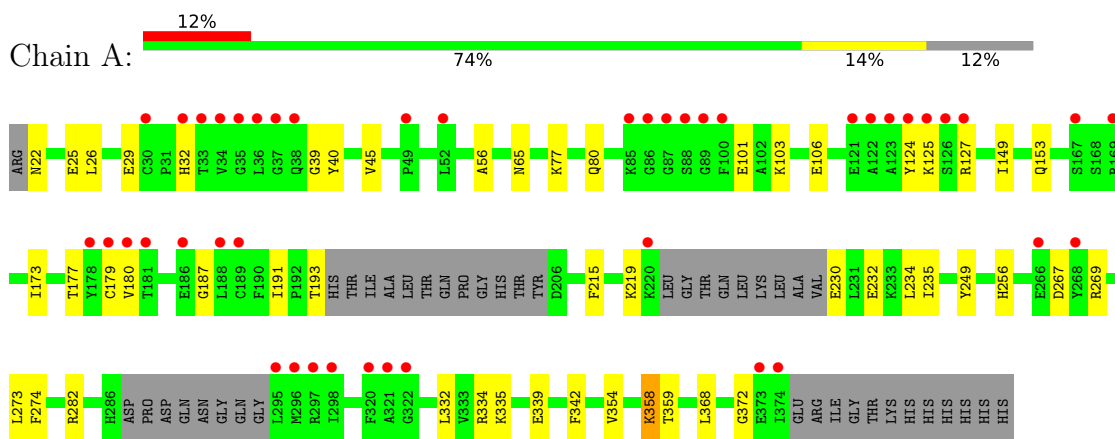 12%
Chain A:
74% 14% 12%
ARG N22 E25 L26 E29 C30 P31 H32 T33 V34 G35 L36 G37 Q38 G39 Y40 V45 P49 L52 A56 N65 K77 Q80 K85 G86 G87 S88 G89 F100 E101 A102 K103 E106 E121 A122 A123 Y124 K125 S126 R127 I149 Q153 S167 S168 R169
I173 T177 Y178 C179 V180 T181 E186 G187 L188 C189 F190 I191 P192 T193 HIS THR ILE ALA LEU THR GLN PRO GLY HIS THR TYR D206 F215 K219 K220 LEU GLY THR GLN LEU LYS LEU ALA VAL E230 L231 E232 K233 L234 I235 Y249 H256 E266 D267 Y268 R269
L273 F274 R282 H286 ASP PRO ASP GLN ASN GLY GLN GLY L295 M296 R297 I298 F320 A321 G322 L332 V333 R334 K335 E339 F342 V354 K358 T359 L368 G372 E373 I374 GLU ARG ILE GLY THR LYS HIS HIS HIS HIS HIS HIS